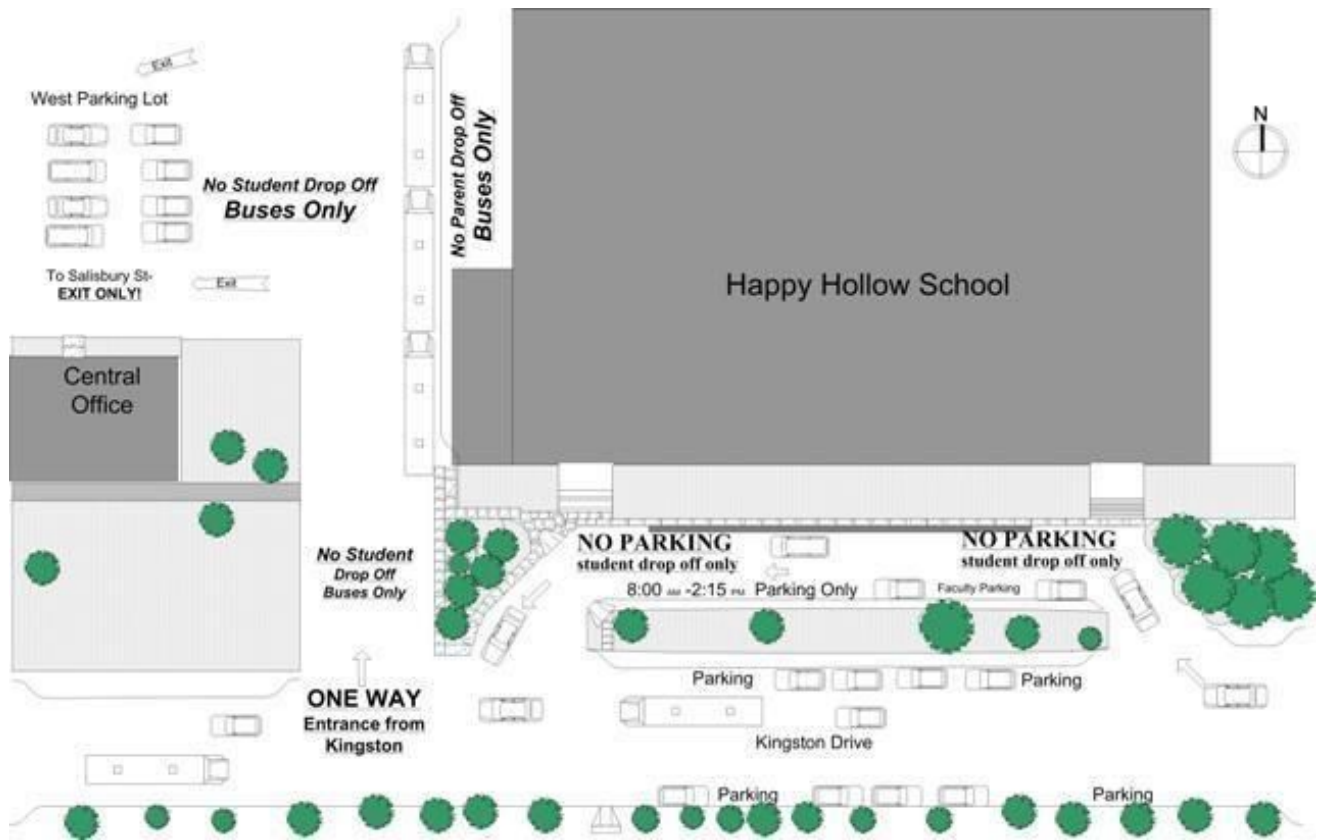 Exit
West Parking Lot
No Student Drop Off
Buses Only
To Salisbury St-
EXIT ONLY!
Exit
No Parent Drop Off
Buses Only
N
Happy Hollow School
Central
Office
No Student
Drop Off
Buses Only
NO PARKING
student drop off only
NO PARKING
student drop off only
8:00 AM -2:15 PM Parking Only
Faculty Parking
ONE WAY
Entrance from
Kingston
Parking
Parking
Kingston Drive
Parking
Parking